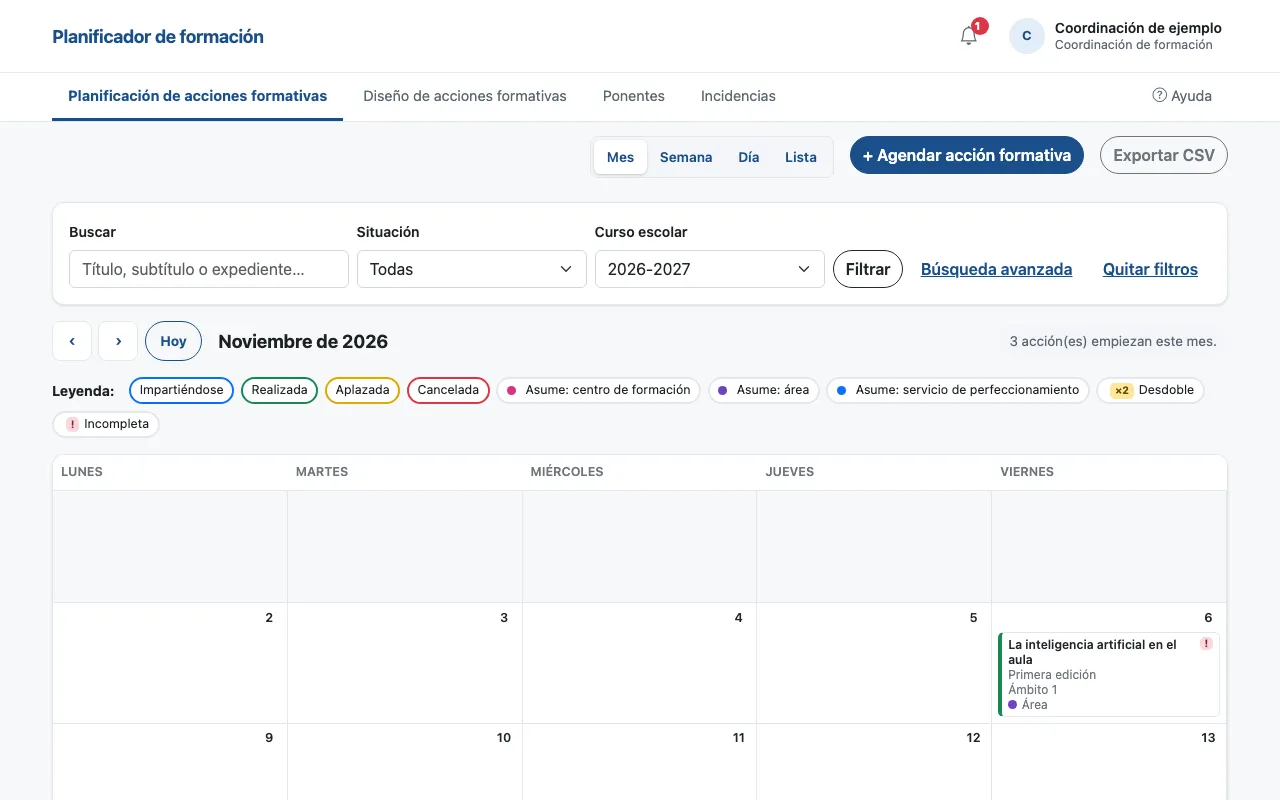 Planificador de formación
1
C
Coordinación de ejemplo
Coordinación de formación
Planificación de acciones formativas
Diseño de acciones formativas
Ponentes
Incidencias
? Ayuda
Mes
Semana
Día
Lista
+ Agendar acción formativa
Exportar CSV
Buscar
Situación
Curso escolar
Título, subtítulo o expediente...
Todas
2026-2027
Filtrar
Búsqueda avanzada
Quitar filtros
‹
›
Hoy
Noviembre de 2026
3 acción(es) empiezan este mes.
Leyenda:
Impartiéndose
Realizada
Aplazada
Cancelada
Asume: centro de formación
Asume: área
Asume: servicio de perfeccionamiento
×2 Desdoble
! Incompleta
LUNES
MARTES
MIÉRCOLES
JUEVES
VIERNES
2
3
4
5
6
La inteligencia artificial en el
aula
!
Primera edición
Ámbito 1
Área
9
10
11
12
13